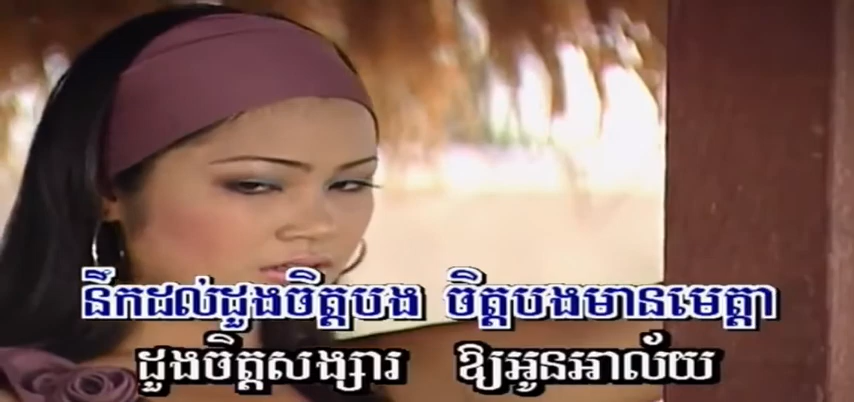 នឹកដល់ដួងចិត្តបង ចិត្តបងមានមេត្តា
ដួងចិត្តសង្សារ ឱ្យអូនអាល័យ